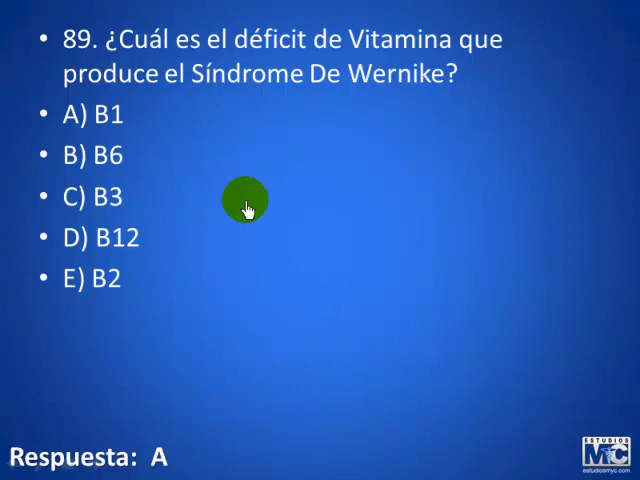 • 89. ¿Cuál es el déficit de Vitamina que
produce el Síndrome De Wernike?
• A) B1
• B) B6
• C) B3
• D) B12
• E) B2
Respuesta: A
ESTUDIOS
MyC
estudiosmyc.com